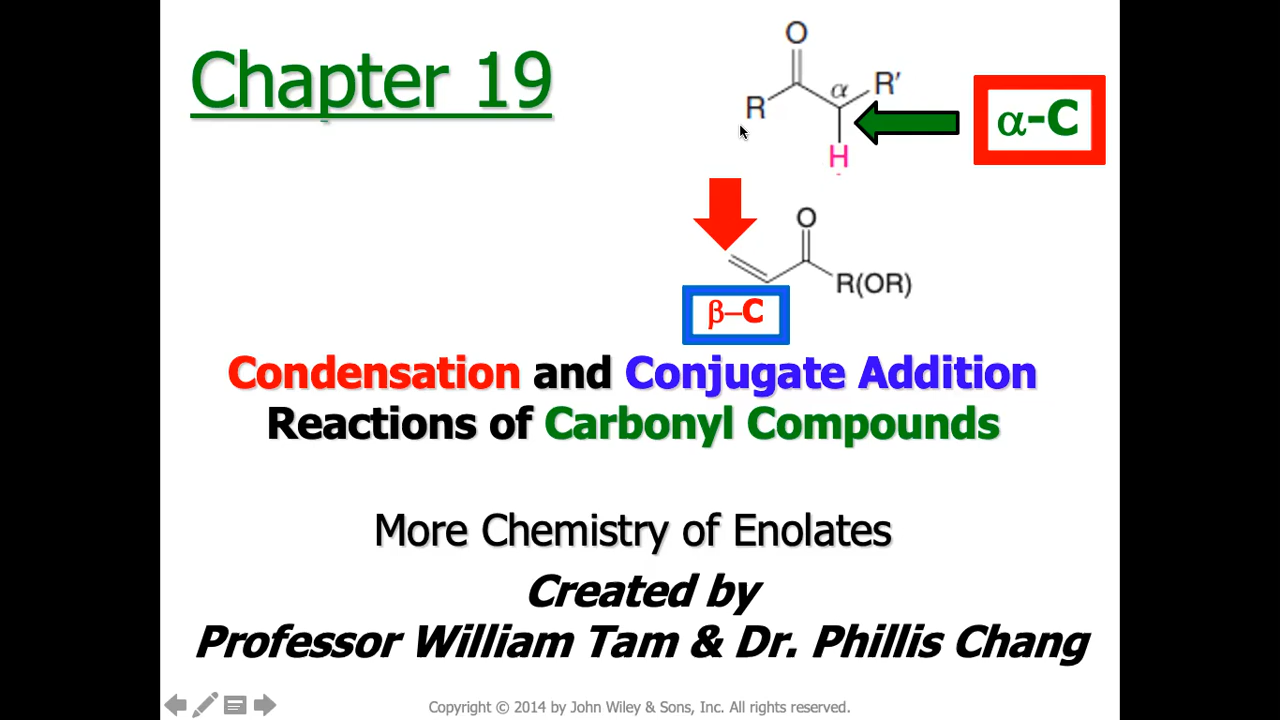 Chapter 19
O
R
α
R′
H
α-C
O
R(OR)
β–C
Condensation and Conjugate Addition
Reactions of Carbonyl Compounds
More Chemistry of Enolates
Created by
Professor William Tam & Dr. Phillis Chang
Copyright © 2014 by John Wiley & Sons, Inc. All rights reserved.